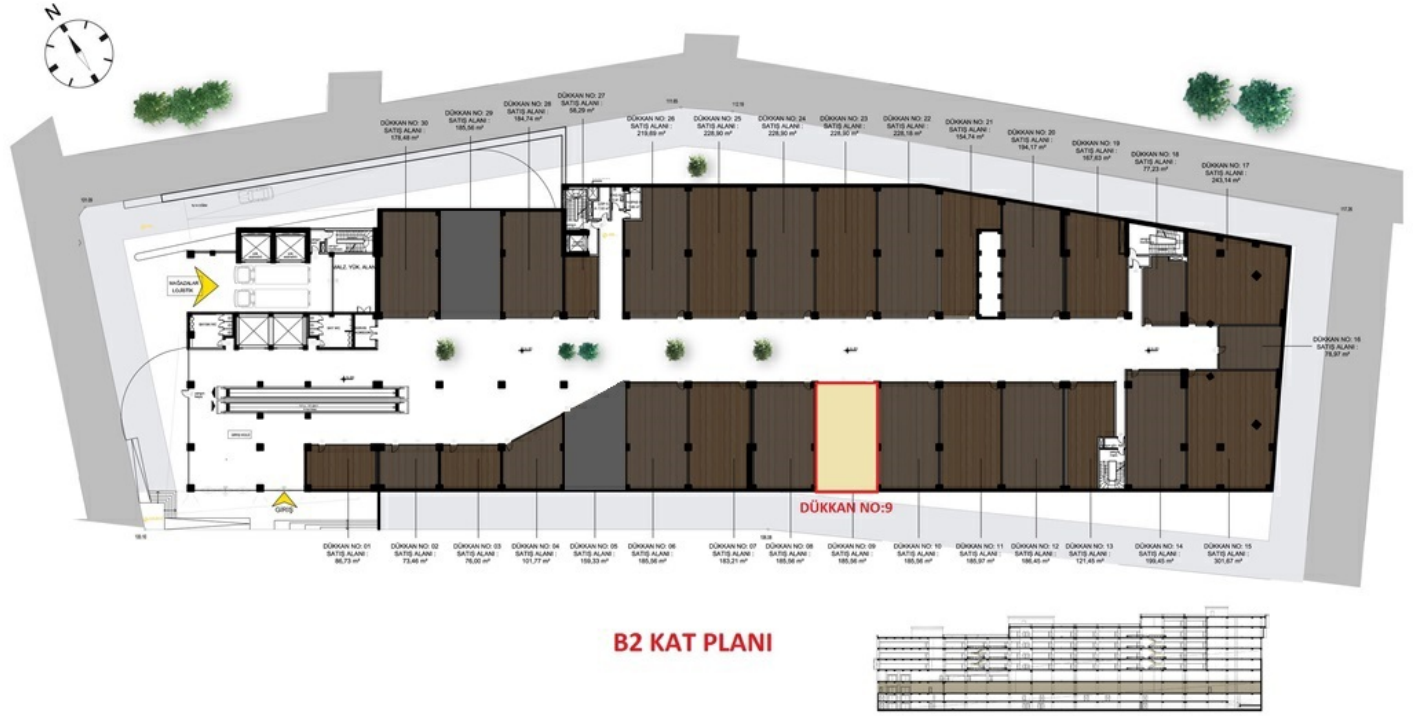 N
DÜKKAN NO: 30
SATIŞ ALANI :
178,48 m²
DÜKKAN NO: 29
SATIŞ ALANI :
185,56 m²
DÜKKAN NO: 28
SATIŞ ALANI :
184,74 m²
DÜKKAN NO: 27
SATIŞ ALANI :
58,29 m²
DÜKKAN NO: 26
SATIŞ ALANI :
219,69 m²
DÜKKAN NO: 25
SATIŞ ALANI :
228,90 m²
DÜKKAN NO: 24
SATIŞ ALANI :
228,90 m²
DÜKKAN NO: 23
SATIŞ ALANI :
228,90 m²
DÜKKAN NO: 22
SATIŞ ALANI :
228,18 m²
DÜKKAN NO: 21
SATIŞ ALANI :
154,74 m²
DÜKKAN NO: 20
SATIŞ ALANI :
194,17 m²
DÜKKAN NO: 19
SATIŞ ALANI :
167,63 m²
DÜKKAN NO: 18
SATIŞ ALANI :
77,23 m²
DÜKKAN NO: 17
SATIŞ ALANI :
243,14 m²
MALZ. YÜK. ALANI
MAĞAZALAR
LOJİSTİK
DÜKKAN NO: 16
SATIŞ ALANI :
78,97 m²
GİRİŞ HOLÜ
GİRİŞ
DÜKKAN NO:9
DÜKKAN NO: 01
SATIŞ ALANI :
86,73 m²
DÜKKAN NO: 02
SATIŞ ALANI :
73,46 m²
DÜKKAN NO: 03
SATIŞ ALANI :
76,00 m²
DÜKKAN NO: 04
SATIŞ ALANI :
101,77 m²
DÜKKAN NO: 05
SATIŞ ALANI :
159,33 m²
DÜKKAN NO: 06
SATIŞ ALANI :
185,56 m²
DÜKKAN NO: 07
SATIŞ ALANI :
183,21 m²
DÜKKAN NO: 08
SATIŞ ALANI :
185,56 m²
DÜKKAN NO: 09
SATIŞ ALANI :
185,56 m²
DÜKKAN NO: 10
SATIŞ ALANI :
185,56 m²
DÜKKAN NO: 11
SATIŞ ALANI :
185,97 m²
DÜKKAN NO: 12
SATIŞ ALANI :
186,45 m²
DÜKKAN NO: 13
SATIŞ ALANI :
121,45 m²
DÜKKAN NO: 14
SATIŞ ALANI :
DÜKKAN NO: 15
SATIŞ ALANI :
301,67 m²
B2 KAT PLANI